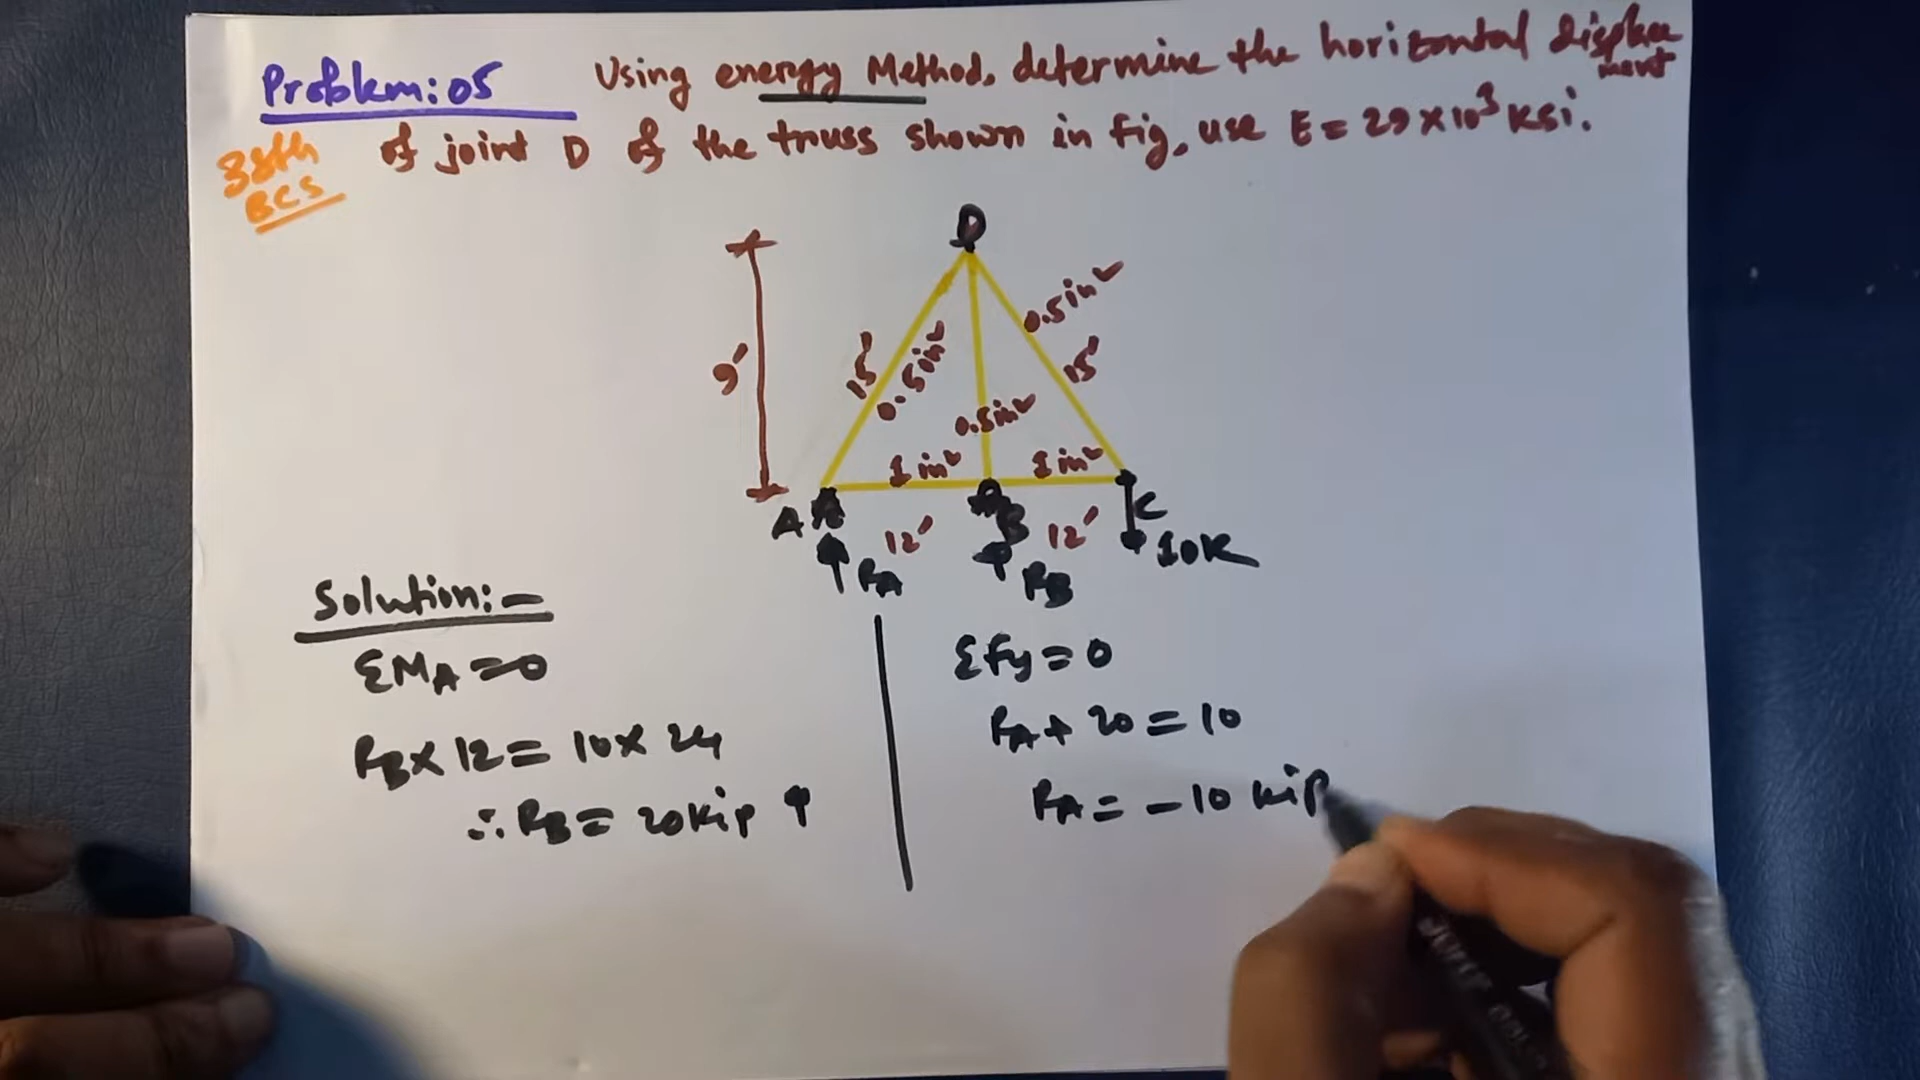 Problem: 05 Using energy Method, determine the horizontal displacement
of joint D of the truss shown in fig, use E = 29×10³ ksi.
38th
BCS
D
9'
15'
0.5in²
0.5in²
15'
0.5in²
1in²
1in²
A
12'
B
12'
C
RA
RB
10K
Solution:-
ΣMA=0
RB×12=10×24
∴RB=20kip↑
ΣFy=0
RA+20=10
RA=-10kip